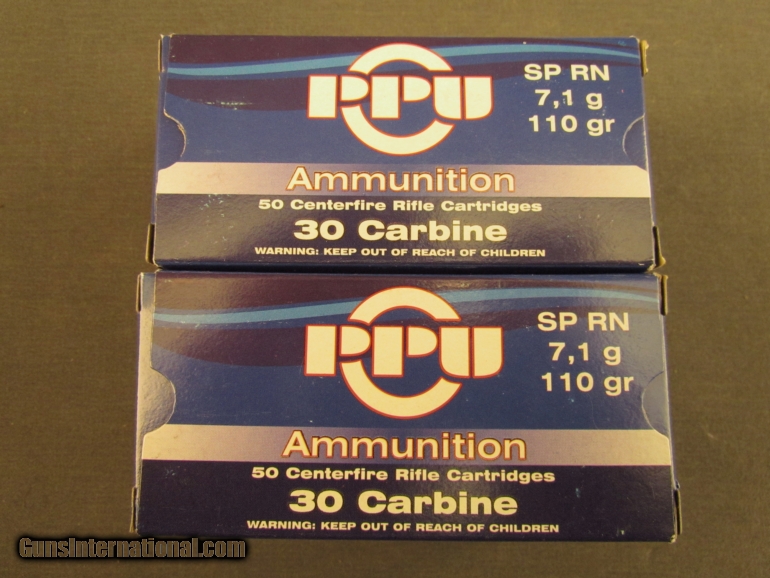 PPU
SP RN
7,1 g
110 gr
Ammunition
50 Centerfire Rifle Cartridges
30 Carbine
WARNING: KEEP OUT OF REACH OF CHILDREN
PPU
SP RN
7,1 g
110 gr
Ammunition
50 Centerfire Rifle Cartridges
30 Carbine
WARNING: KEEP OUT OF REACH OF CHILDREN
GunsInternational.com